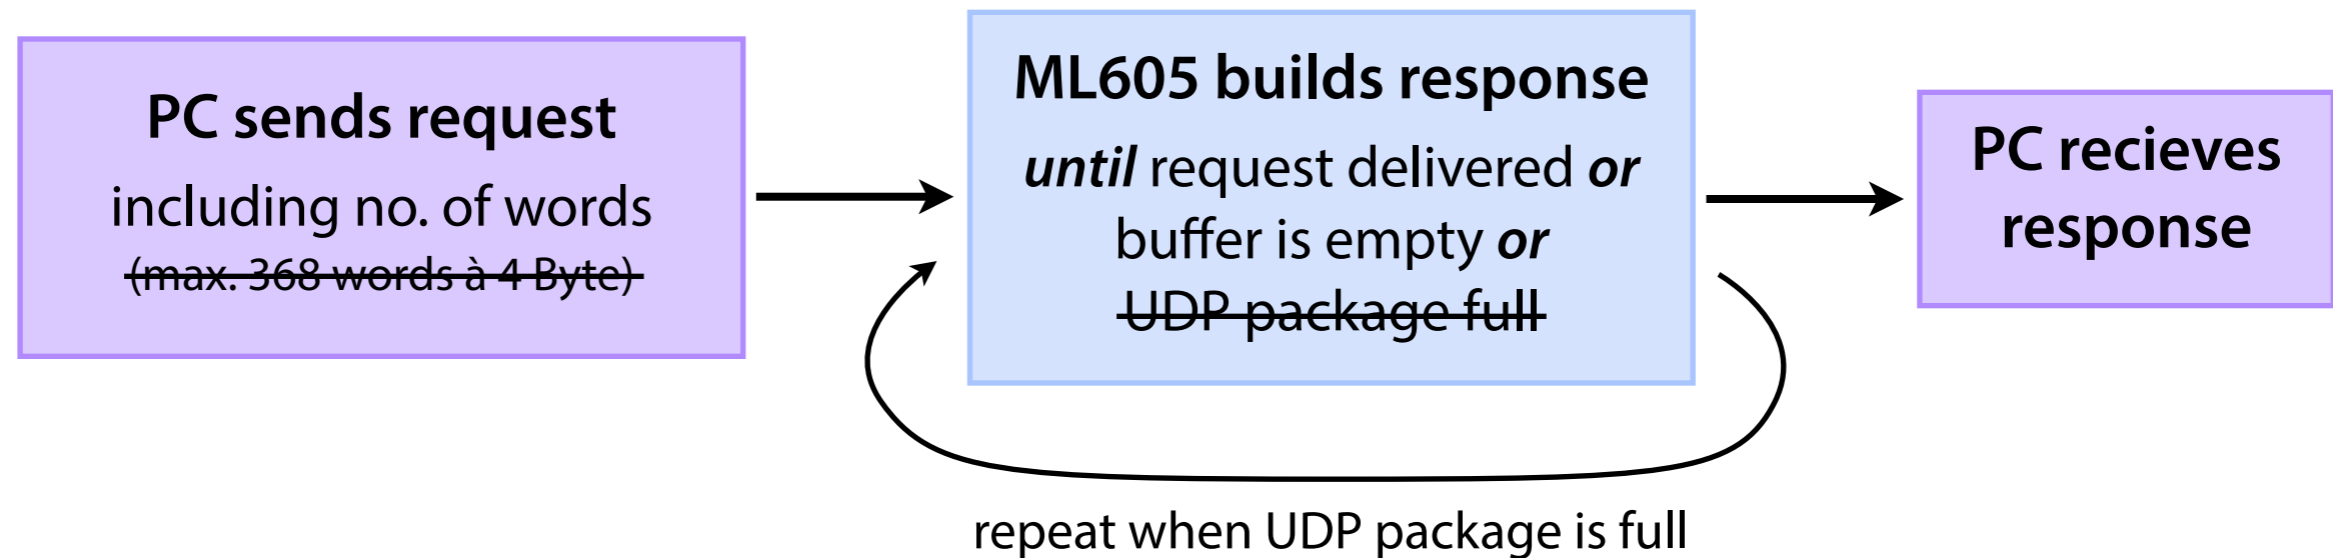 PC sends request
including no. of words
(max. 368 words à 4 Byte)
ML605 builds response
until request delivered or
buffer is empty or
UDP package full
PC recieves
response
repeat when UDP package is full